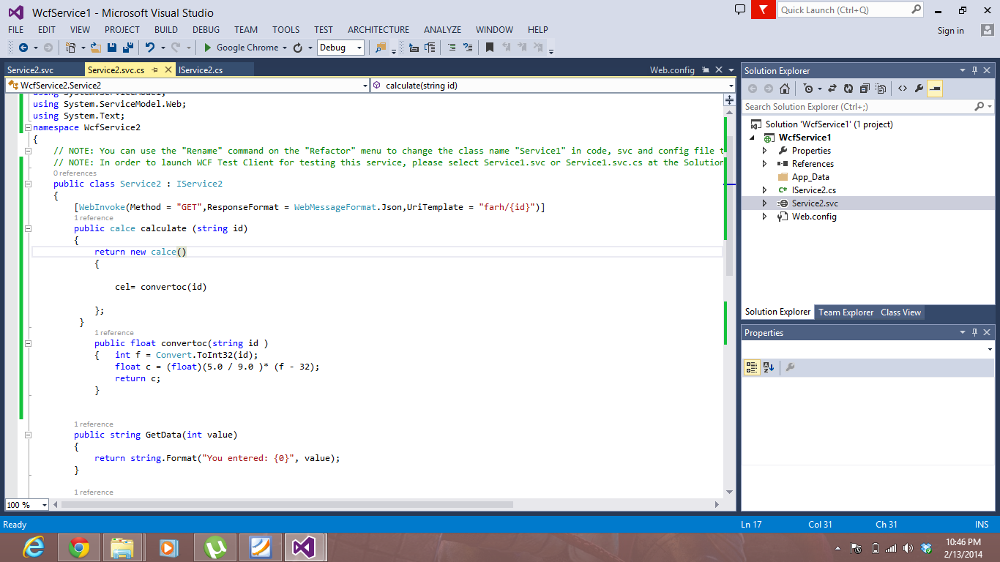 WcfService1 - Microsoft Visual Studio
Quick Launch (Ctrl+Q)
FILE EDIT VIEW PROJECT BUILD DEBUG TEAM TOOLS TEST ARCHITECTURE ANALYZE WINDOW HELP
Sign in
Google Chrome
Debug
Service2.svc Service2.svc.cs IService2.cs Web.config
WcfService2.Service2 calculate(string id)
using System.ServiceModel;
using System.ServiceModel.Web;
using System.Text;
namespace WcfService2
{
// NOTE: You can use the "Rename" command on the "Refactor" menu to change the class name "Service1" in code, svc and config file t
// NOTE: In order to launch WCF Test Client for testing this service, please select Service1.svc or Service1.svc.cs at the Solution
0 references
public class Service2 : IService2
{
[WebInvoke(Method = "GET",ResponseFormat = WebMessageFormat.Json,UriTemplate = "farh/{id}")]
1 reference
public calce calculate (string id)
{
return new calce()
{
cel= convertoc(id)
};
}
1 reference
public float convertoc(string id )
{ int f = Convert.ToInt32(id);
float c = (float)(5.0 / 9.0 )* (f - 32);
return c;
}
1 reference
public string GetData(int value)
{
return string.Format("You entered: {0}", value);
}
1 reference
100 %
Solution Explorer
Search Solution Explorer (Ctrl+;)
Solution 'WcfService1' (1 project)
WcfService1
Properties
References
App_Data
C# IService2.cs
Service2.svc
Web.config
Solution Explorer Team Explorer Class View
Properties
Ready Ln 17 Col 31 Ch 31 INS
10:46 PM
2/13/2014